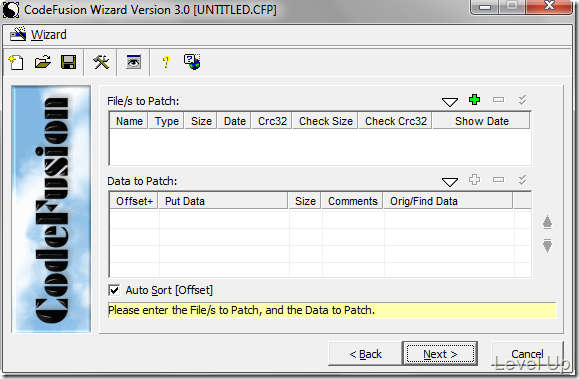 CodeFusion Wizard Version 3.0 [UNTITLED.CFP]
Wizard
File/s to Patch:
Name Type Size Date Crc32 Check Size Check Crc32 Show Date
Data to Patch:
Offset+ Put Data Size Comments Orig/Find Data
CodeFusion
Auto Sort [Offset]
Please enter the File/s to Patch, and the Data to Patch.
< Back Next > Cancel
Level Up